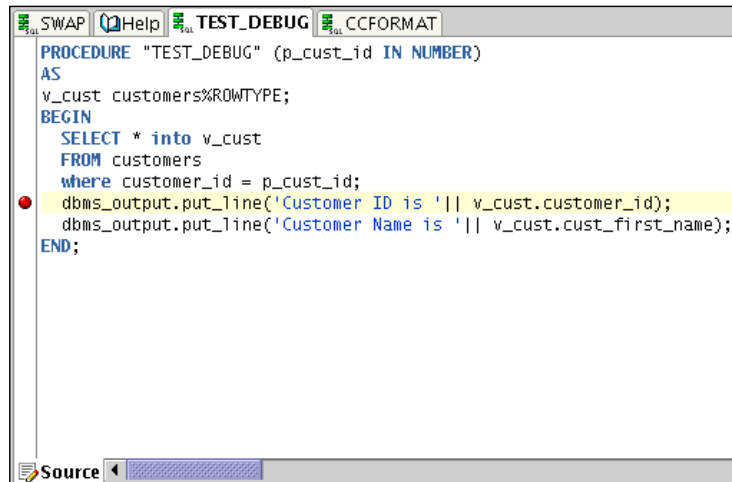 SWAP Help TEST_DEBUG CCFORMAT
PROCEDURE "TEST_DEBUG" (p_cust_id IN NUMBER)
AS
v_cust customers%ROWTYPE;
BEGIN
SELECT * into v_cust
FROM customers
where customer_id = p_cust_id;
dbms_output.put_line('Customer ID is '|| v_cust.customer_id);
dbms_output.put_line('Customer Name is '|| v_cust.cust_first_name);
END;
Source